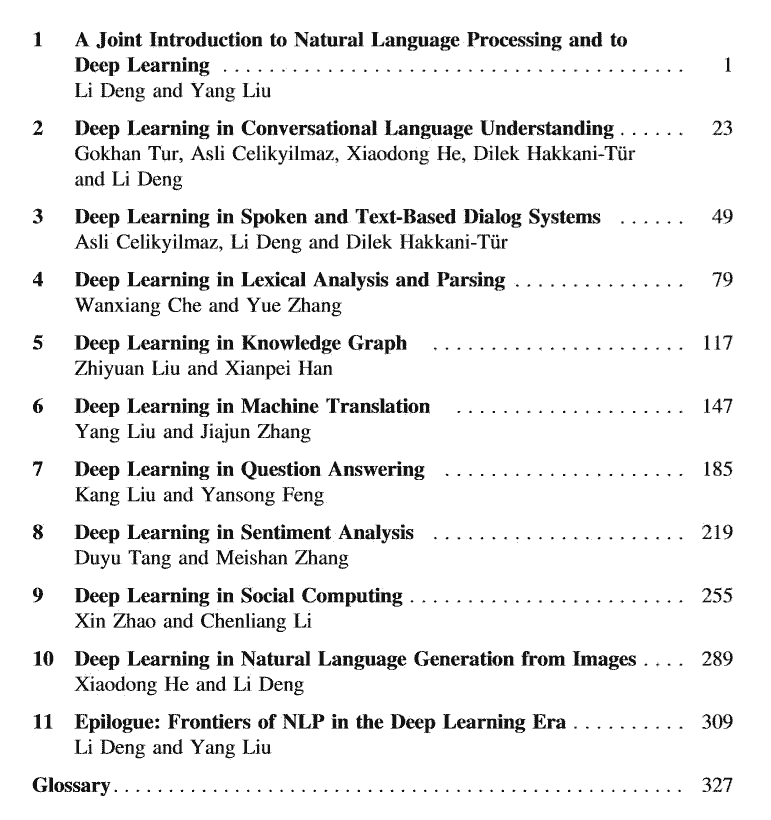 1 A Joint Introduction to Natural Language Processing and to
Deep Learning . . . . . . . . . . . . . . . . . . . . . . . . . . . . . . . . . . . . . . . . . 1
Li Deng and Yang Liu
2 Deep Learning in Conversational Language Understanding . . . . . . 23
Gokhan Tur, Asli Celikyilmaz, Xiaodong He, Dilek Hakkani-Tür
and Li Deng
3 Deep Learning in Spoken and Text-Based Dialog Systems . . . . . . 49
Asli Celikyilmaz, Li Deng and Dilek Hakkani-Tür
4 Deep Learning in Lexical Analysis and Parsing . . . . . . . . . . . . . . . 79
Wanxiang Che and Yue Zhang
5 Deep Learning in Knowledge Graph . . . . . . . . . . . . . . . . . . . . . . 117
Zhiyuan Liu and Xianpei Han
6 Deep Learning in Machine Translation . . . . . . . . . . . . . . . . . . . . 147
Yang Liu and Jiajun Zhang
7 Deep Learning in Question Answering . . . . . . . . . . . . . . . . . . . . . 185
Kang Liu and Yansong Feng
8 Deep Learning in Sentiment Analysis . . . . . . . . . . . . . . . . . . . . . . 219
Duyu Tang and Meishan Zhang
9 Deep Learning in Social Computing . . . . . . . . . . . . . . . . . . . . . . . . 255
Xin Zhao and Chenliang Li
10 Deep Learning in Natural Language Generation from Images . . . . 289
Xiaodong He and Li Deng
11 Epilogue: Frontiers of NLP in the Deep Learning Era . . . . . . . . . . 309
Li Deng and Yang Liu
Glossary . . . . . . . . . . . . . . . . . . . . . . . . . . . . . . . . . . . . . . . . . . . . . . . . . . 327